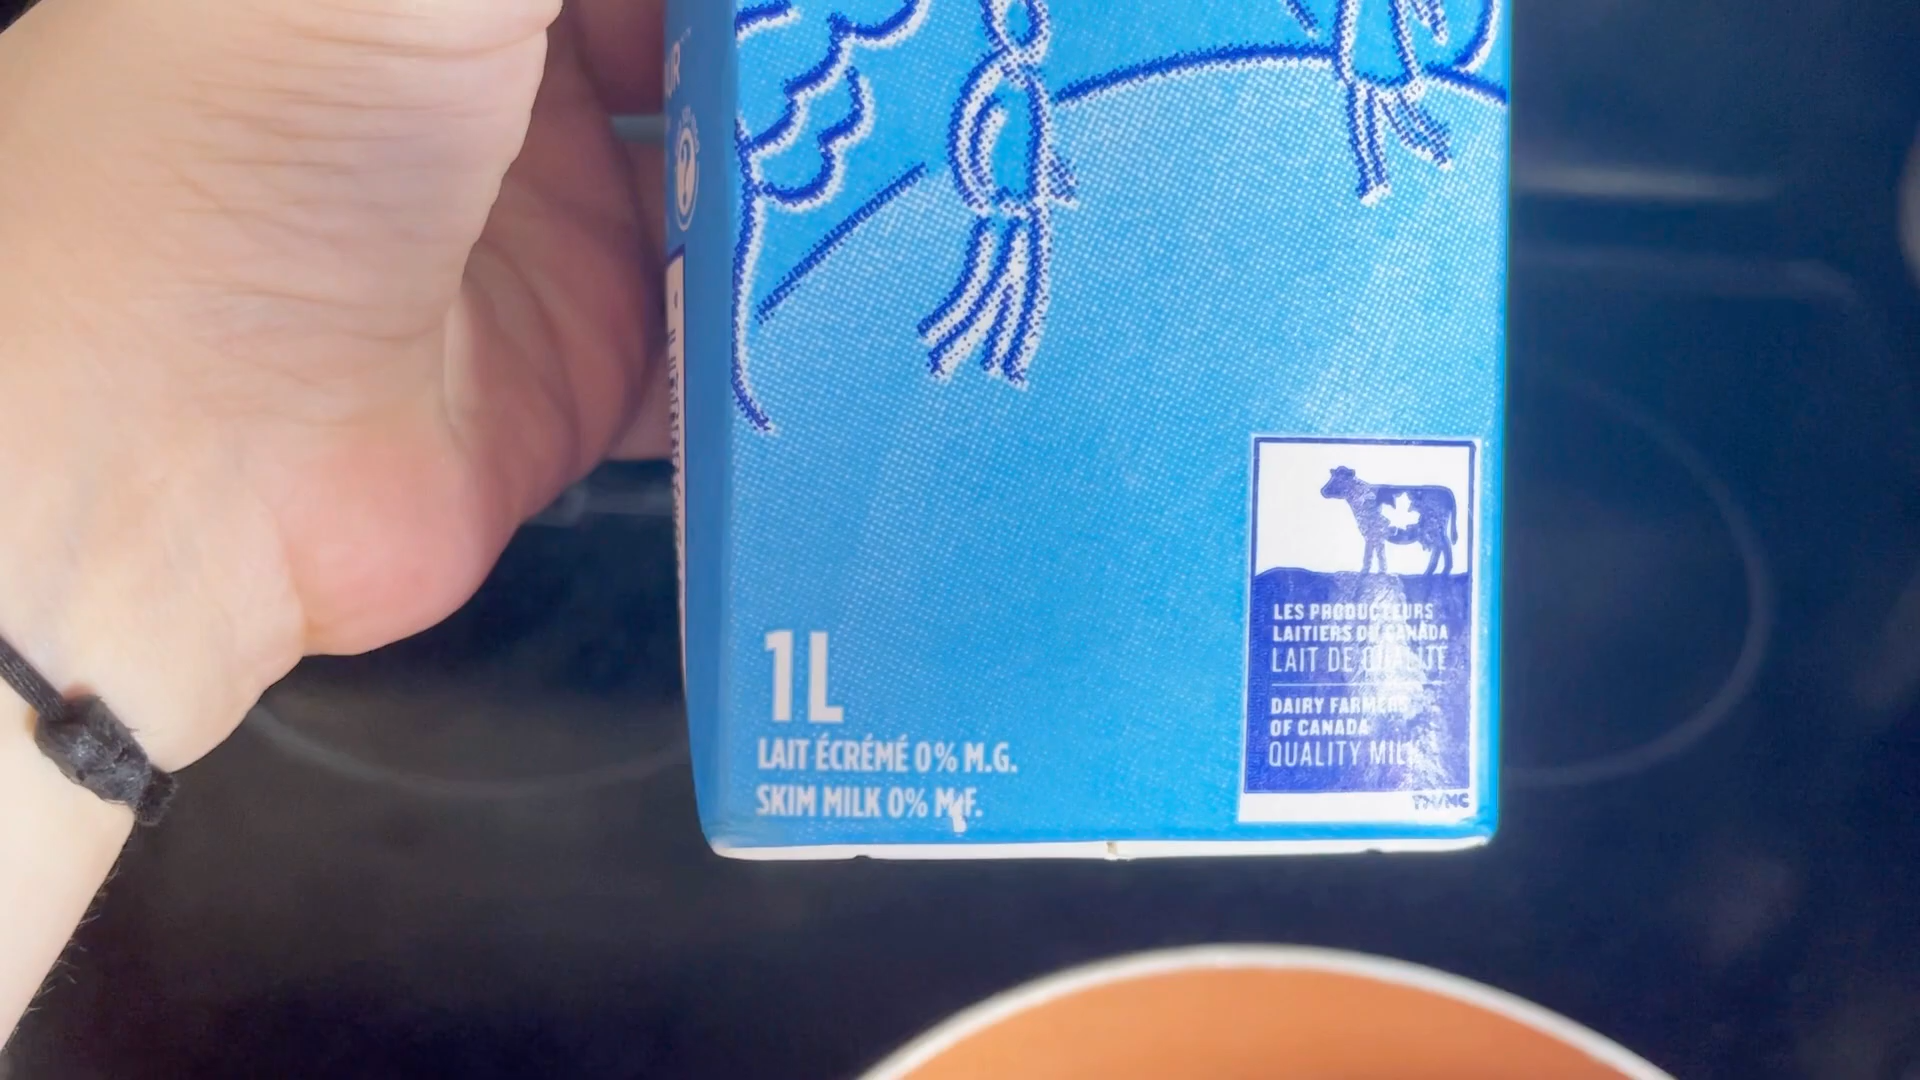 1L
LAIT ÉCRÉMÉ 0% M.G.
SKIM MILK 0% M.F.
LES PRODUCTEURS
LAITIERS DU CANADA
LAIT DE QUALITÉ
DAIRY FARMERS
OF CANADA
QUALITY MILK
TM/MC